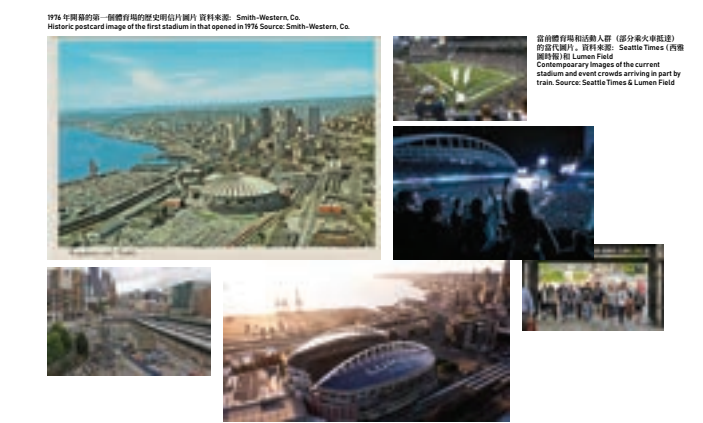 1976 年開幕的第一個體育場的歷史明信片圖片 資料來源： Smith-Western, Co.
Historic postcard image of the first stadium in that opened in 1976 Source: Smith-Western, Co.
當前體育場和活動人群（部分乘火車抵達）
的當代圖片。資料來源： Seattle Times (西雅
圖時報)和 Lumen Field
Contempoarary Images of the current
stadium and event crowds arriving in part by
train. Source: Seattle Times & Lumen Field